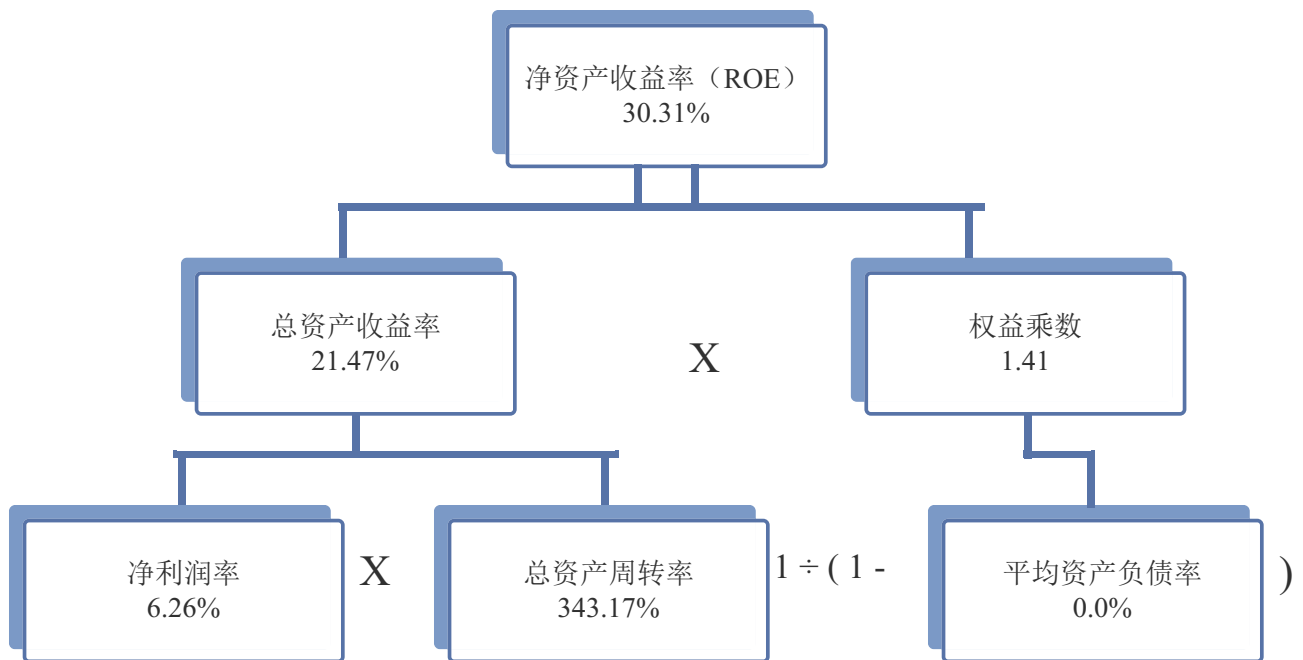 净资产收益率（ROE）
30.31%
总资产收益率
21.47%
X
权益乘数
1.41
净利润率
6.26%
X
总资产周转率
343.17%
1 ÷ ( 1 -
平均资产负债率
0.0%
)